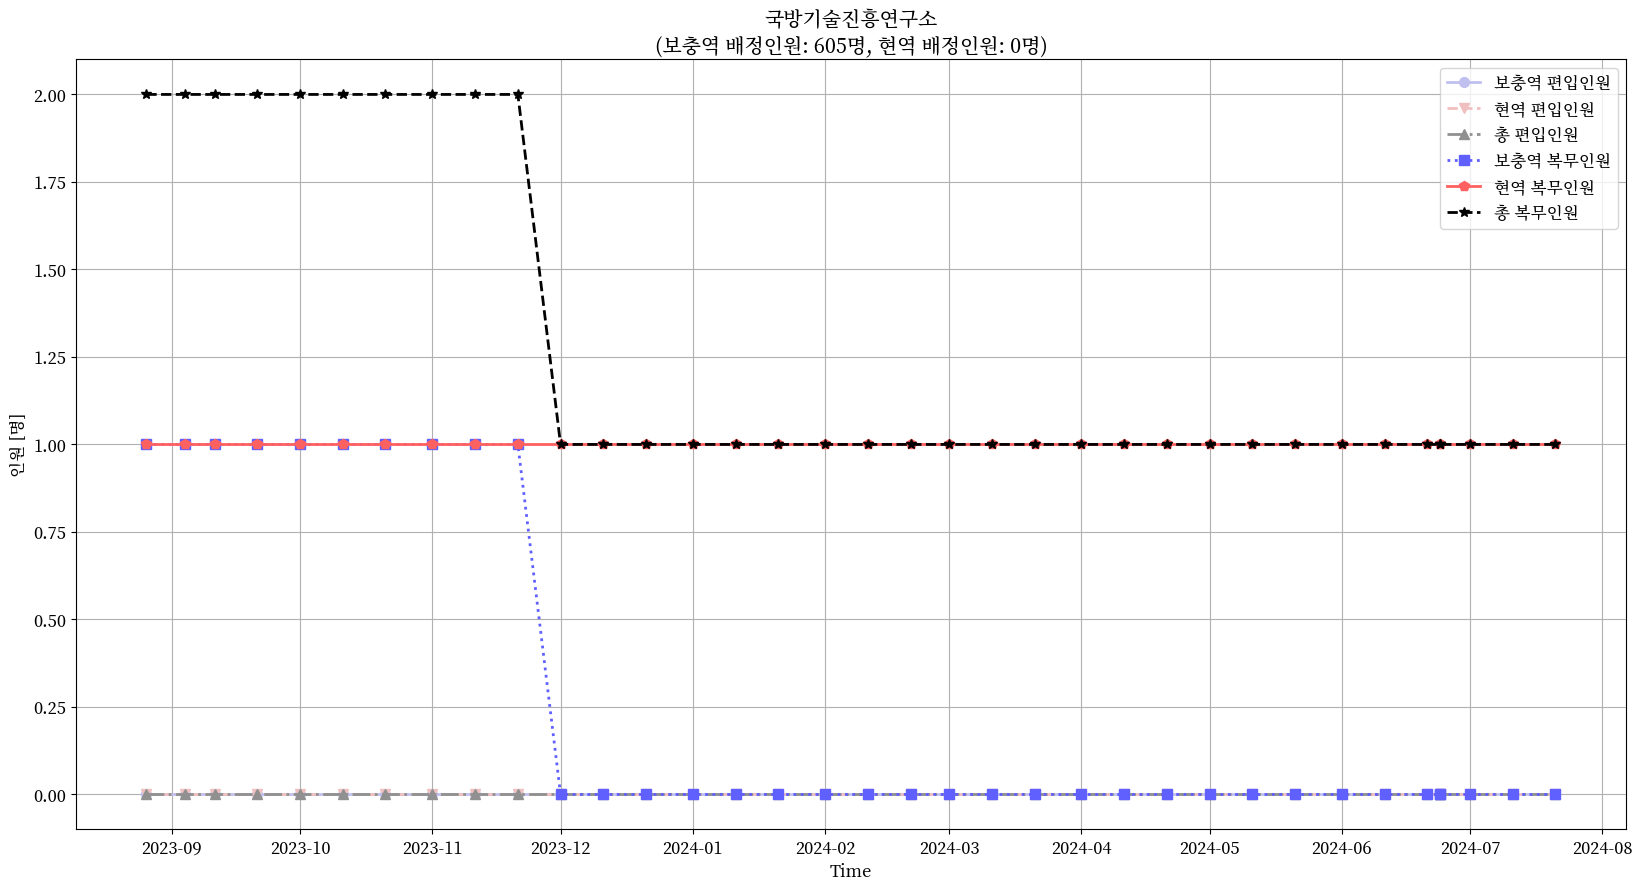 국방기술진흥연구소
(보충역 배정인원: 605명, 현역 배정인원: 0명)
보충역 편입인원
현역 편입인원
총 편입인원
보충역 복무인원
현역 복무인원
총 복무인원
인원 [명]
2.00
1.75
1.50
1.25
1.00
0.75
0.50
0.25
0.00
2023-09 2023-10 2023-11 2023-12 2024-01 2024-02 2024-03 2024-04 2024-05 2024-06 2024-07 2024-08
Time